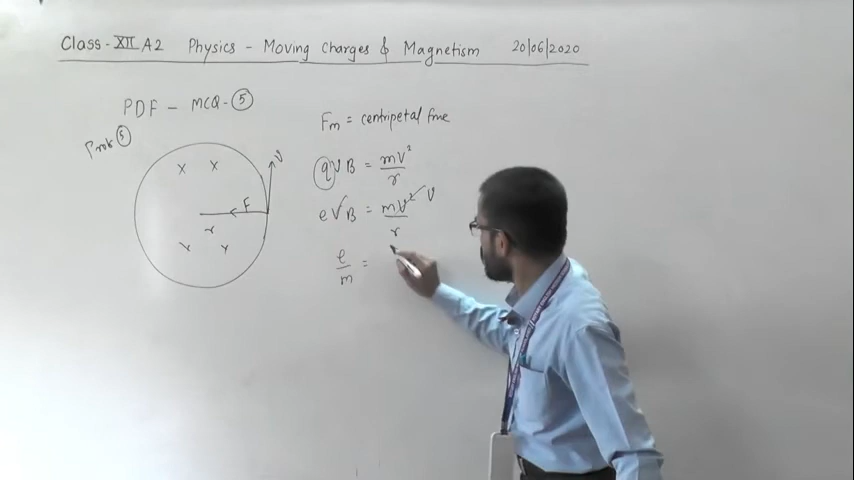 Class - XII A2 Physics - Moving Charges & Magnetism 20/06/2020
PDF - MCQ - 5
Prob 5
Fm = centripetal force
qVB = mV²/r
eVB = mV²/r V
e/m =
x x
V
F
r
x x